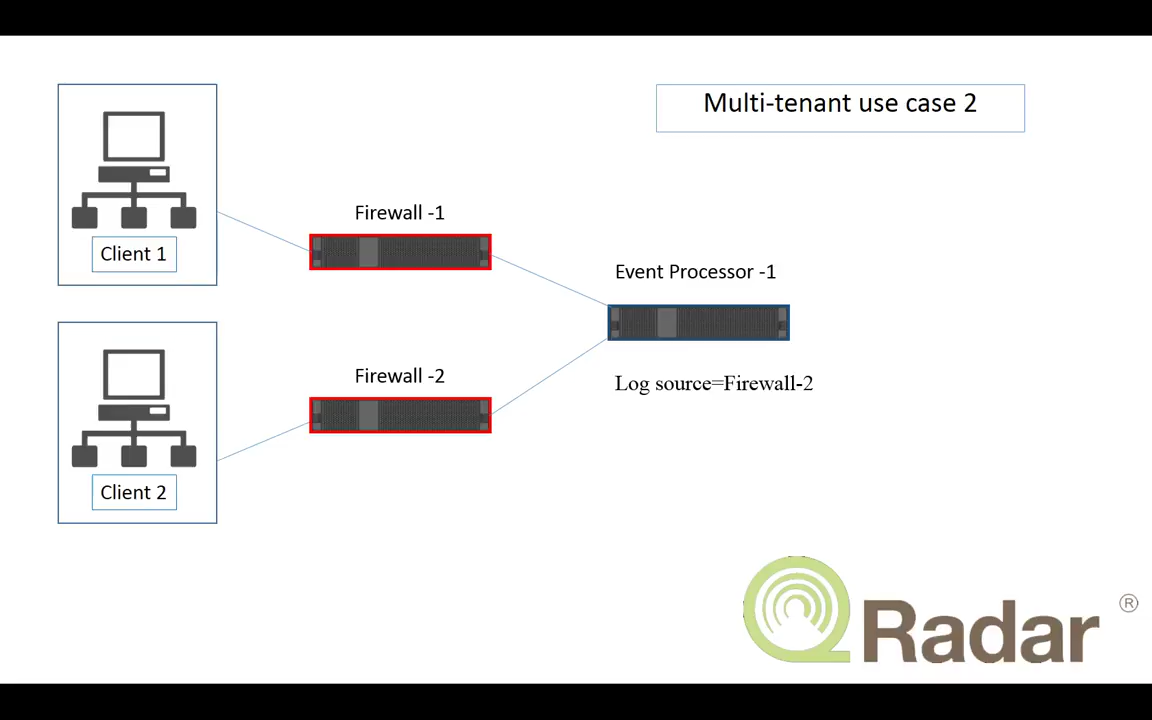 Multi-tenant use case 2
Client 1
Firewall -1
Event Processor -1
Firewall -2
Log source=Firewall-2
Client 2
QRadar ®